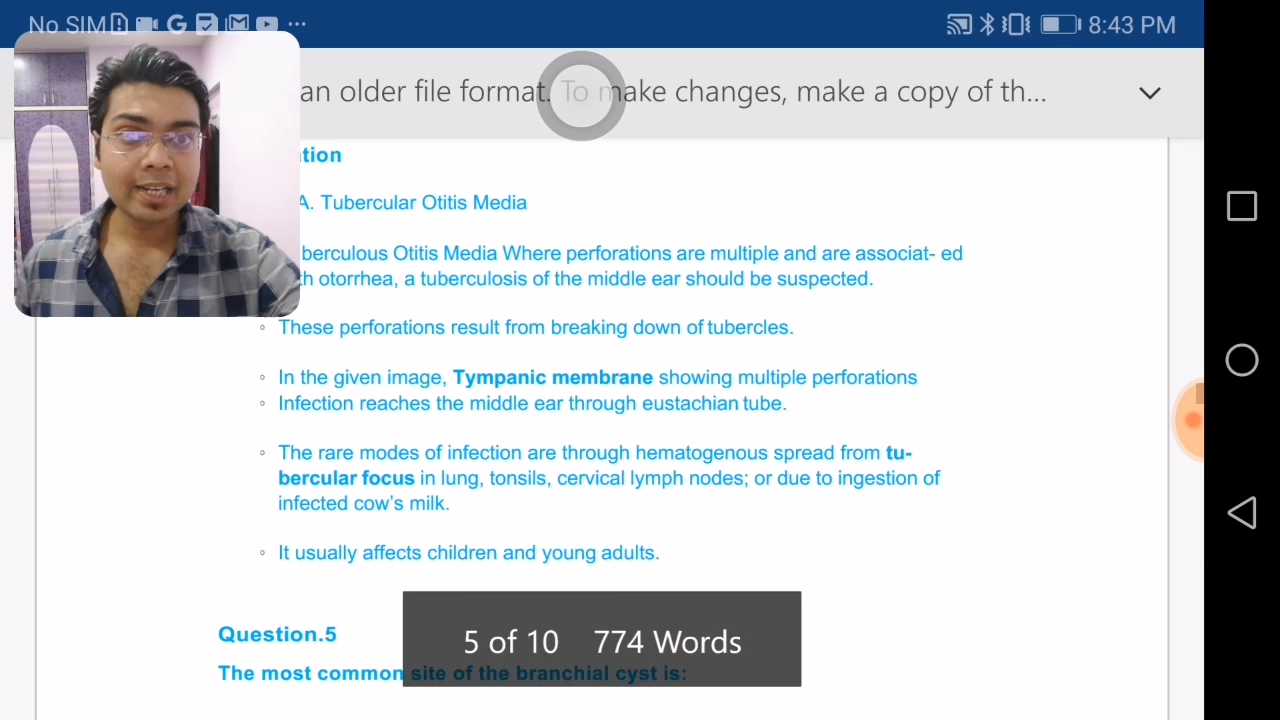 No SIM
8:43 PM
an older file format. To make changes, make a copy of th...
tion
A. Tubercular Otitis Media
berculous Otitis Media Where perforations are multiple and are associat- ed
th otorrhea, a tuberculosis of the middle ear should be suspected.
◦ These perforations result from breaking down of tubercles.
◦ In the given image, Tympanic membrane showing multiple perforations
◦ Infection reaches the middle ear through eustachian tube.
◦ The rare modes of infection are through hematogenous spread from tu-
bercular focus in lung, tonsils, cervical lymph nodes; or due to ingestion of
infected cow's milk.
◦ It usually affects children and young adults.
Question.5
5 of 10 774 Words
The most common site of the branchial cyst is: